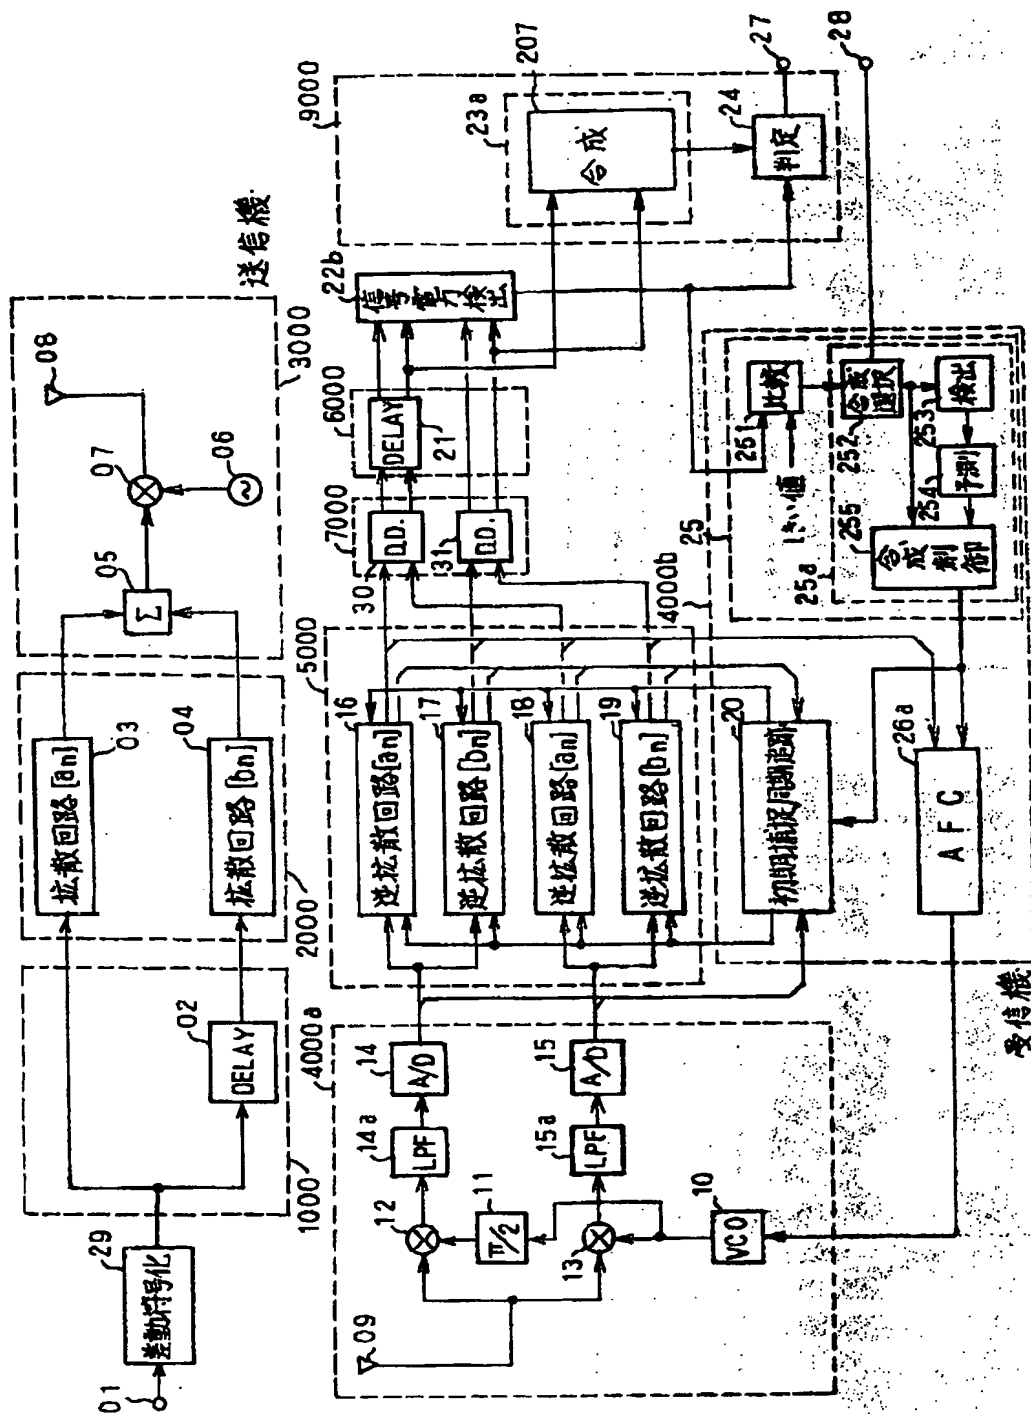 送信機
01
29
差動符号化
1000
02
DELAY
2000
03
拡散回路[an]
04
拡散回路[bn]
3000
05
Σ
07
06
08
受信機
09
4000a
12
11
π/2
13
10
VCO
14a
LPF
14
A/D
15a
LPF
15
A/D
5000
16
逆拡散回路[an]
17
逆拡散回路[bn]
18
逆拡散回路[an]
19
逆拡散回路[bn]
4000b
20
初期捕捉同期追跡
26a
AFC
7000
30
D.D.
31
D.D.
6000
DELAY
21
22b
信号電力検出
9000
23a
207
合成
24
判定
27
28
25
251
比較
しきい値
25a
252
合成選択
253
検出
254
予測
255
合成制御